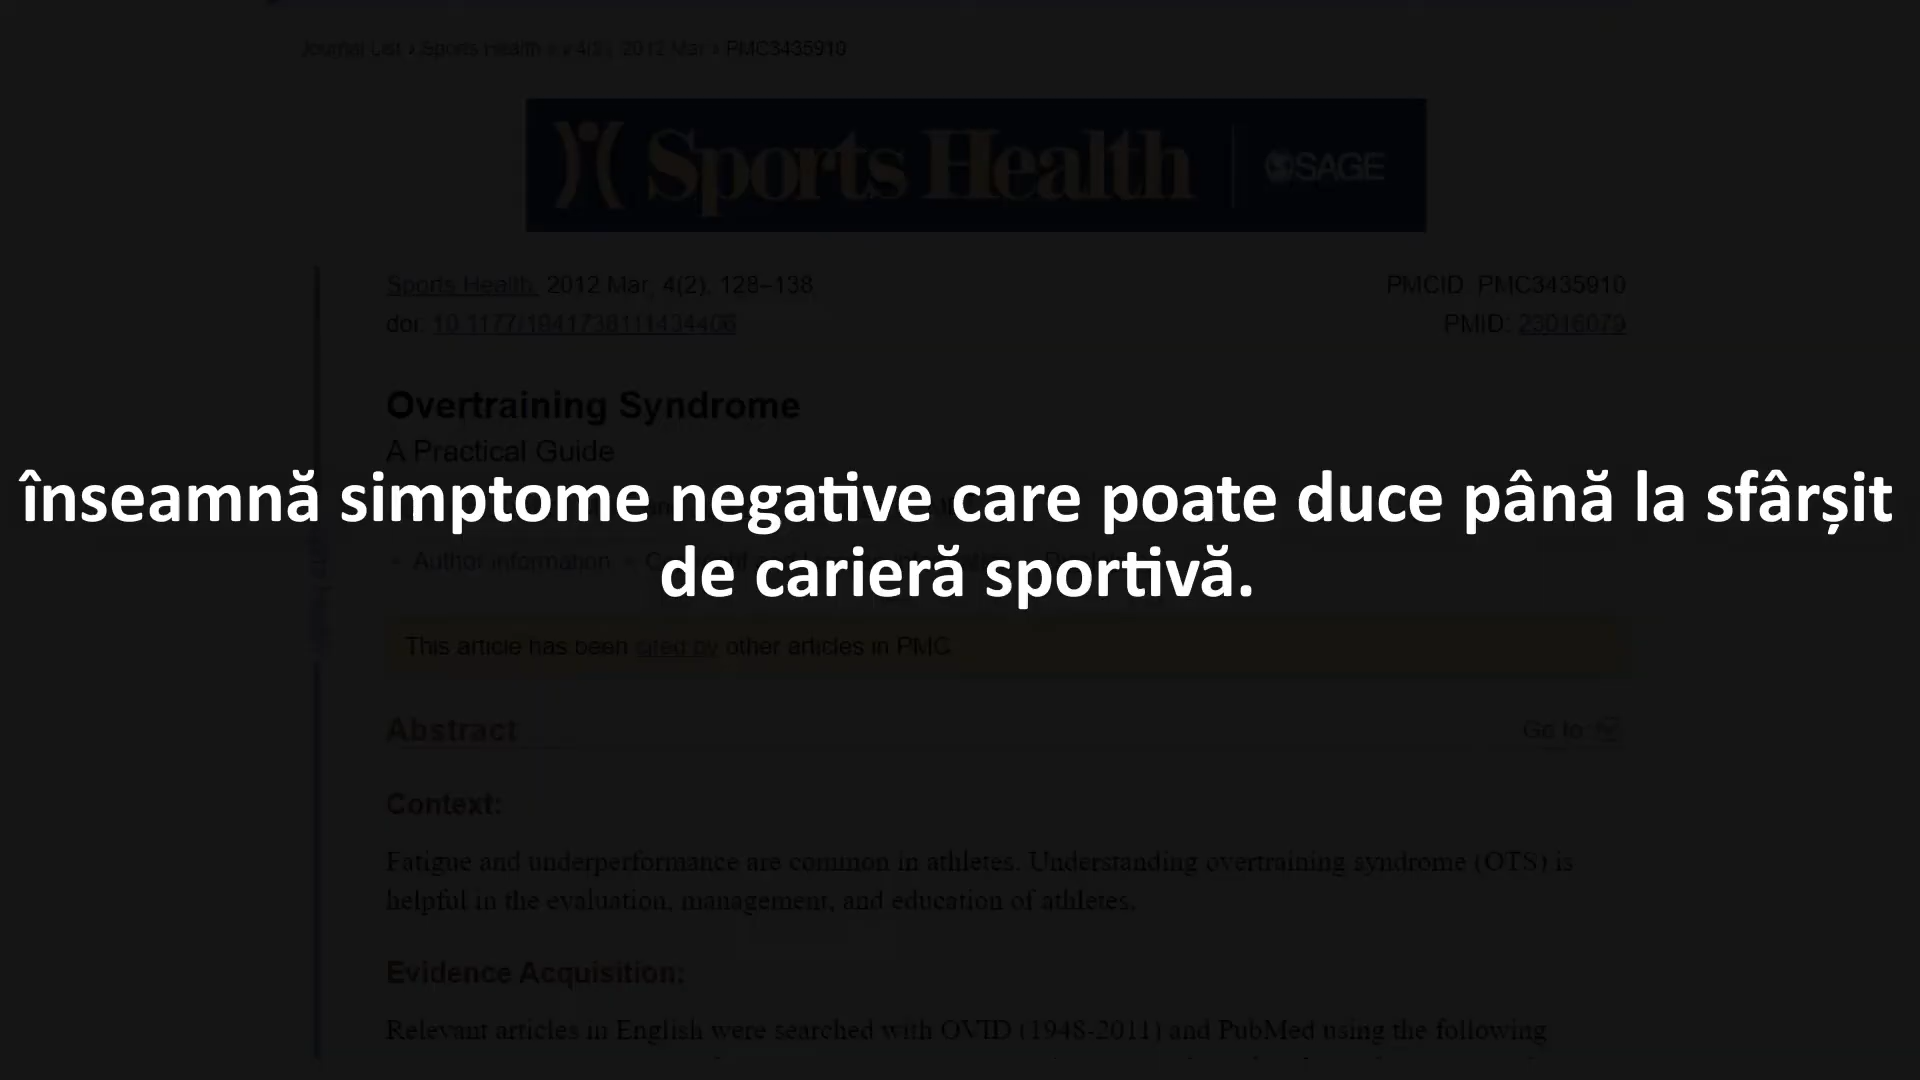 Journal List › Sports Health › v.4(2); 2012 Mar › PMC3435910
Sports Health SAGE
Sports Health. 2012 Mar; 4(2): 128–138.
PMCID: PMC3435910
doi: 10.1177/1941738111434406
PMID: 23016079
Overtraining Syndrome
A Practical Guide
înseamnă simptome negative care poate duce până la sfârșit
de carieră sportivă.
Author information
This article has been cited by other articles in PMC.
Abstract
Go to:
Context:
Fatigue and underperformance are common in athletes. Understanding overtraining syndrome (OTS) is
helpful in the evaluation, management, and education of athletes.
Evidence Acquisition:
Relevant articles in English were searched with OVID (1948-2011) and PubMed using the following